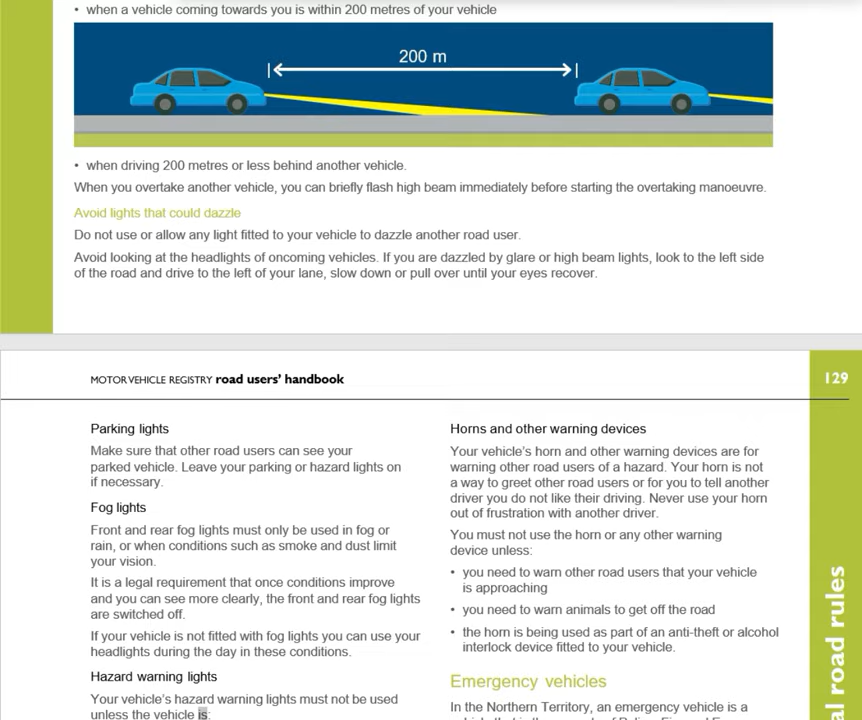 • when a vehicle coming towards you is within 200 metres of your vehicle
200 m
• when driving 200 metres or less behind another vehicle.
When you overtake another vehicle, you can briefly flash high beam immediately before starting the overtaking manoeuvre.
Avoid lights that could dazzle
Do not use or allow any light fitted to your vehicle to dazzle another road user.
Avoid looking at the headlights of oncoming vehicles. If you are dazzled by glare or high beam lights, look to the left side
of the road and drive to the left of your lane, slow down or pull over until your eyes recover.
MOTOR VEHICLE REGISTRY road users' handbook
129
Parking lights
Make sure that other road users can see your
parked vehicle. Leave your parking or hazard lights on
if necessary.
Fog lights
Front and rear fog lights must only be used in fog or
rain, or when conditions such as smoke and dust limit
your vision.
It is a legal requirement that once conditions improve
and you can see more clearly, the front and rear fog lights
are switched off.
If your vehicle is not fitted with fog lights you can use your
headlights during the day in these conditions.
Hazard warning lights
Your vehicle's hazard warning lights must not be used
unless the vehicle is:
Horns and other warning devices
Your vehicle's horn and other warning devices are for
warning other road users of a hazard. Your horn is not
a way to greet other road users or for you to tell another
driver you do not like their driving. Never use your horn
out of frustration with another driver.
You must not use the horn or any other warning
device unless:
• you need to warn other road users that your vehicle
is approaching
• you need to warn animals to get off the road
• the horn is being used as part of an anti-theft or alcohol
interlock device fitted to your vehicle.
Emergency vehicles
In the Northern Territory, an emergency vehicle is a
al road rules